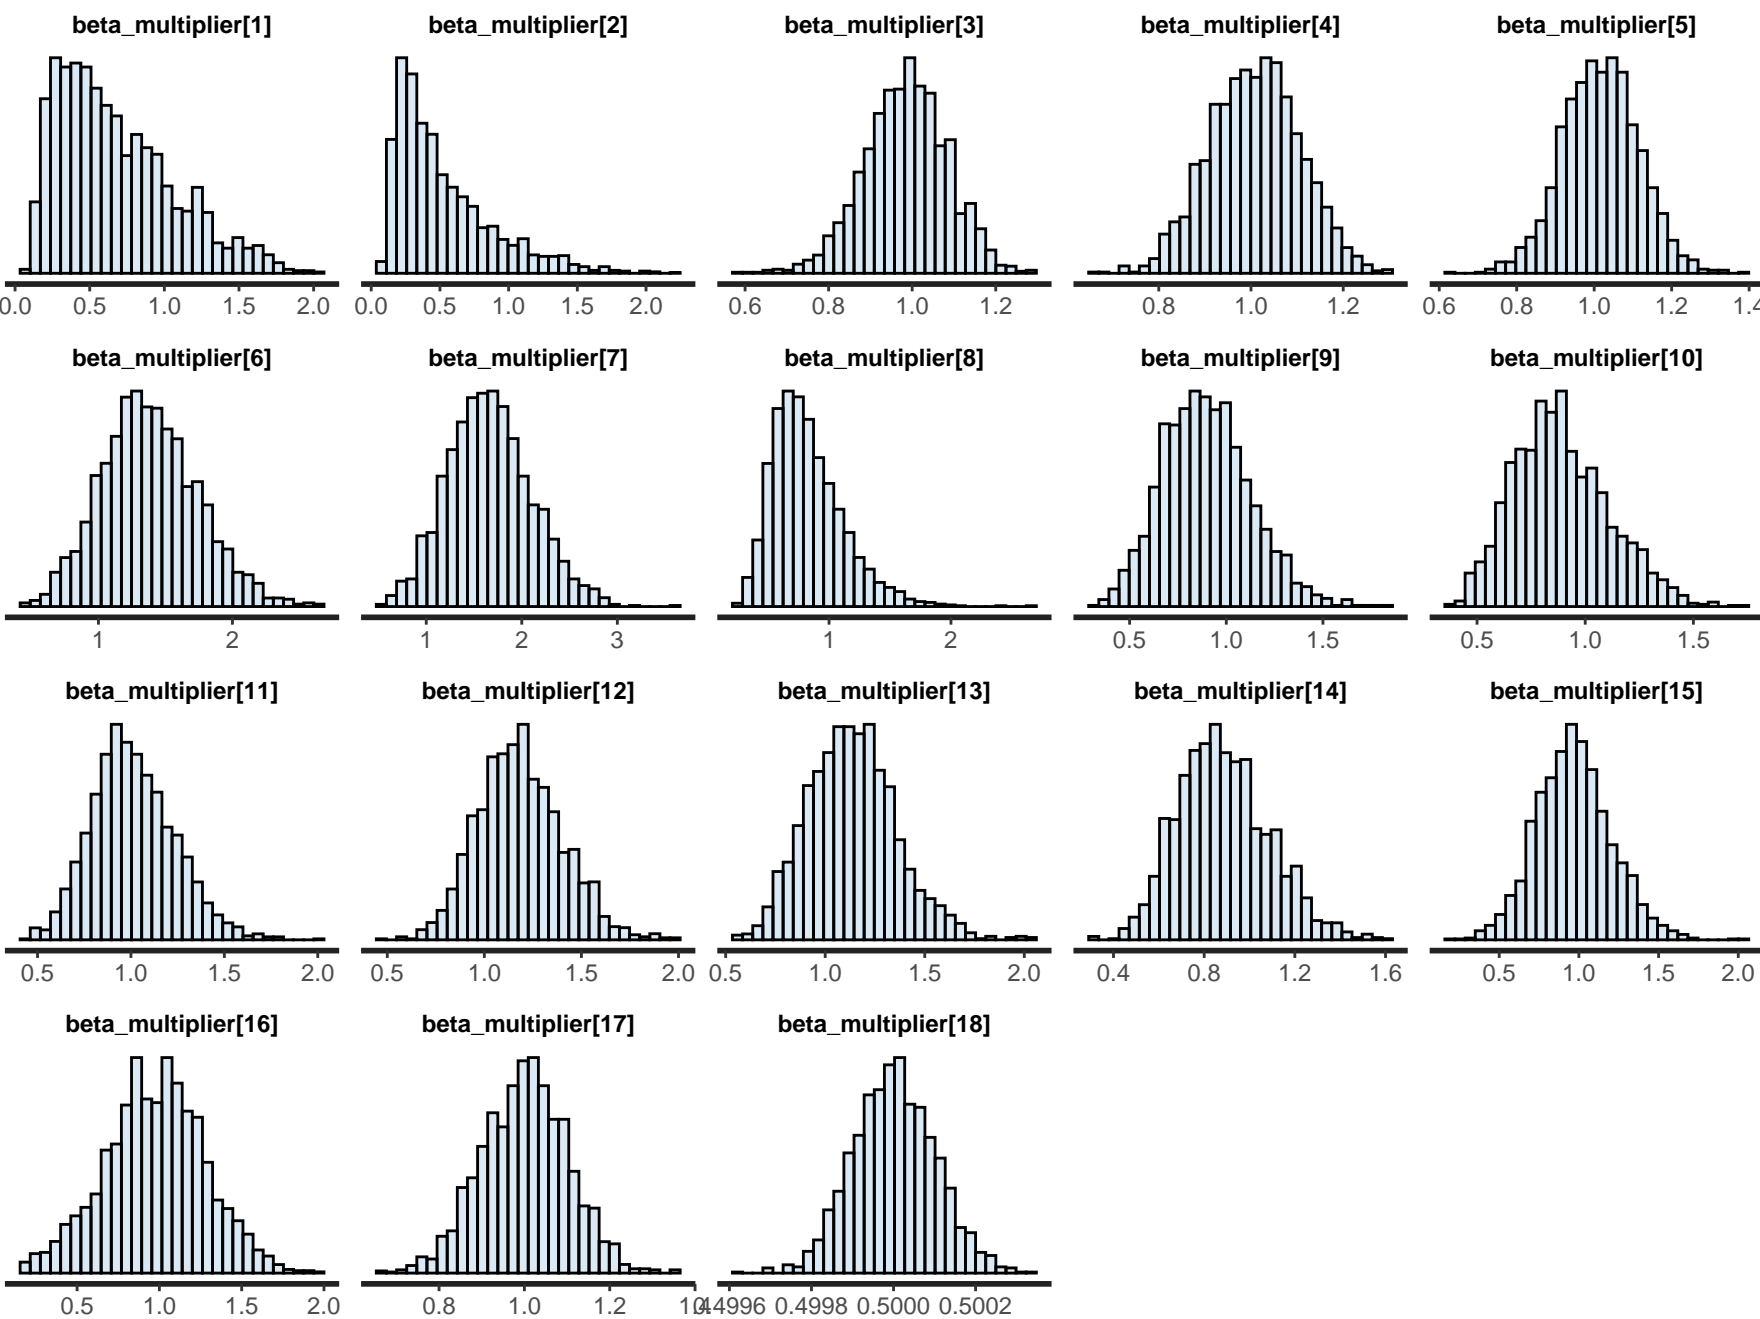 beta_multiplier[1] beta_multiplier[2] beta_multiplier[3] beta_multiplier[4] beta_multiplier[5]
0.0 0.5 1.0 1.5 2.0 0.0 0.5 1.0 1.5 2.0 0.6 0.8 1.0 1.2 0.8 1.0 1.2 0.6 0.8 1.0 1.2 1.4
beta_multiplier[6] beta_multiplier[7] beta_multiplier[8] beta_multiplier[9] beta_multiplier[10]
1 2 1 2 3 1 2 0.5 1.0 1.5 0.5 1.0 1.5
beta_multiplier[11] beta_multiplier[12] beta_multiplier[13] beta_multiplier[14] beta_multiplier[15]
0.5 1.0 1.5 2.0 0.5 1.0 1.5 2.0 0.5 1.0 1.5 2.0 0.4 0.8 1.2 1.6 0.5 1.0 1.5 2.0
beta_multiplier[16] beta_multiplier[17] beta_multiplier[18]
0.5 1.0 1.5 2.0 0.8 1.0 1.2 1.4 0.4996 0.4998 0.5000 0.5002